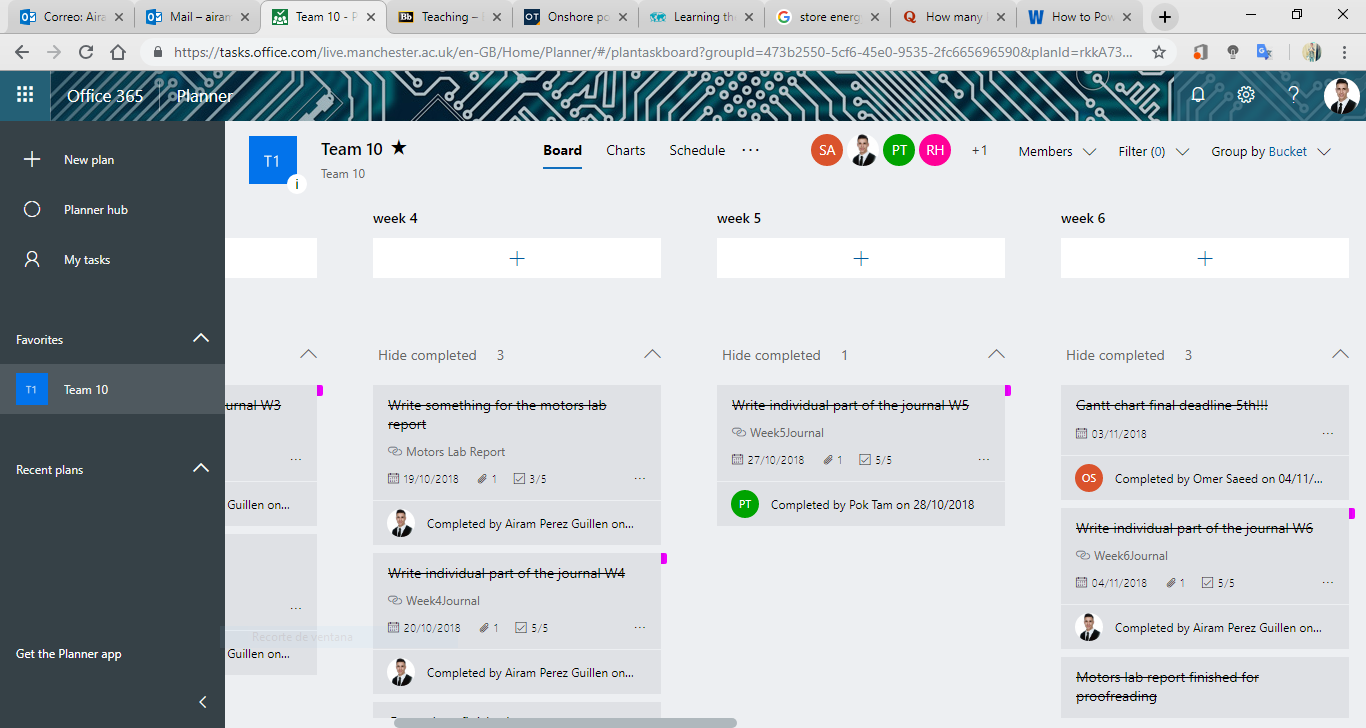 Correo: Aira
Mail – airam
Team 10 - P
Bb
Teaching –
OT
Onshore po
Learning the
store energ
How many
W
How to Pow
https://tasks.office.com/live.manchester.ac.uk/en-GB/Home/Planner/#/plantaskboard?groupId=473b2550-5cf6-45e0-9535-2fc665696590&planId=rkkA73...
Office 365
Planner
?
New plan
Planner hub
My tasks
Favorites
T1
Team 10
Recent plans
Get the Planner app
T1
i
Team 10
Team 10
Board
Charts
Schedule
...
SA
PT
RH
+1
Members
Filter (0)
Group by Bucket
urnal W3
...
Guillen on...
...
Guillen on...
Recorte de ventana
week 4
Hide completed 3
Write something for the motors lab
report
Motors Lab Report
19/10/2018 1 3/5 ...
Completed by Airam Perez Guillen on...
Write individual part of the journal W4
Week4Journal
20/10/2018 1 5/5 ...
Completed by Airam Perez Guillen on...
week 5
Hide completed 1
Write individual part of the journal W5
Week5Journal
27/10/2018 1 5/5 ...
PT
Completed by Pok Tam on 28/10/2018
week 6
Hide completed 3
Gantt chart final deadline 5th!!!
03/11/2018 ...
OS
Completed by Omer Saeed on 04/11/...
Write individual part of the journal W6
Week6Journal
04/11/2018 1 5/5 ...
Completed by Airam Perez Guillen on...
Motors lab report finished for
proofreading